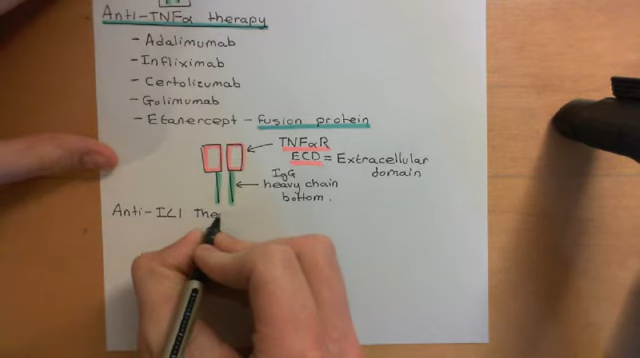 Anti-TNFα therapy
- Adalimumab
- Infliximab
- Certolizumab
- Golimumab
- Etanercept - Fusion protein
TNFαR
ECD = Extracellular domain
IgG
heavy chain
bottom.
Anti-IL1 The